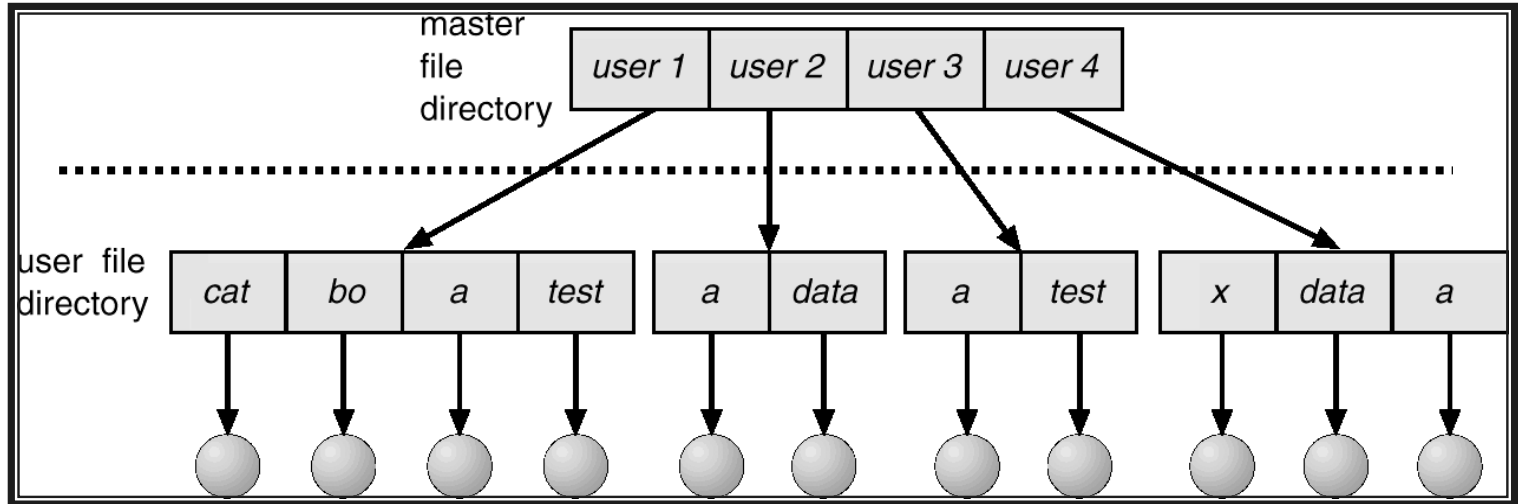 master
file
directory
user 1 user 2 user 3 user 4
user file
directory
cat bo a test a data a test x data a